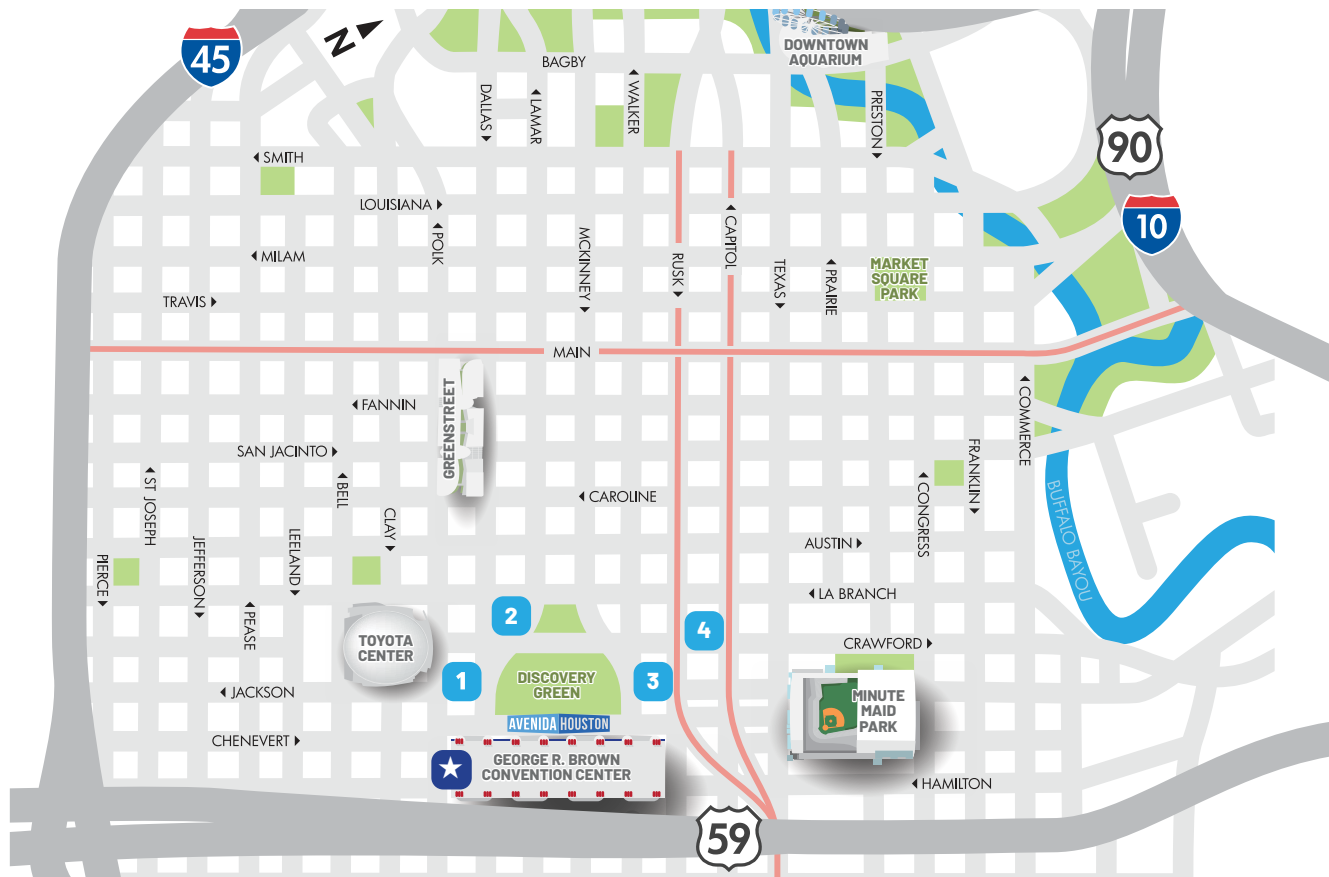 45
N
DOWNTOWN
AQUARIUM
BAGBY
DALLAS
LAMAR
WALKER
PRESTON
90
SMITH
LOUISIANA
POLK
10
CAPITOL
MCKINNEY
RUSK
MILAM
TEXAS
PRAIRIE
MARKET
SQUARE
PARK
TRAVIS
MAIN
GREENSTREET
FANNIN
COMMERCE
SAN JACINTO
FRANKLIN
ST JOSEPH
BELL
CAROLINE
CONGRESS
BUFFALO BAYOU
CLAY
JEFFERSON
LEELAND
AUSTIN
PIERCE
LA BRANCH
PEASE
2
4
TOYOTA
CENTER
CRAWFORD
1
DISCOVERY
GREEN
3
JACKSON
MINUTE
MAID
PARK
AVENIDA HOUSTON
CHENEVERT
GEORGE R. BROWN
CONVENTION CENTER
HAMILTON
59